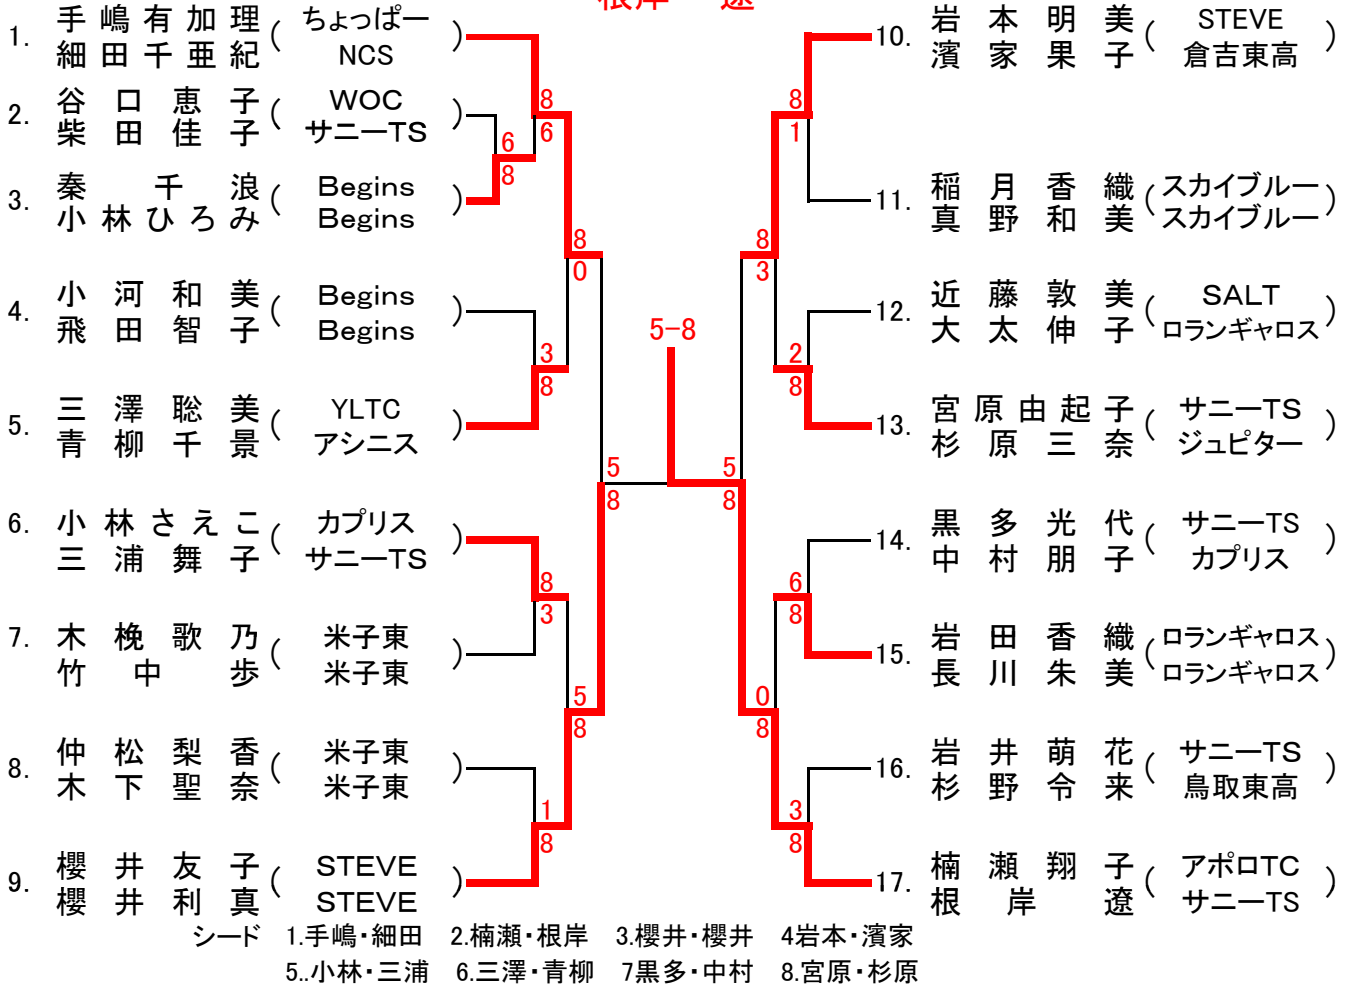 根岸 遼
1. 手嶋有加理 ( ちょっぱー )
細田千亜紀 NCS
2. 谷口恵子 ( WOC )
柴田佳子 サニーTS
3. 秦千浪 ( Begins )
小林ひろみ Begins
4. 小河和美 ( Begins )
飛田智子 Begins
5. 三澤聡美 ( YLTC )
青柳千景 アシニス
6. 小林さえこ ( カプリス )
三浦舞子 サニーTS
7. 木梚歌乃 ( 米子東 )
竹中歩 米子東
8. 仲松梨香 ( 米子東 )
木下聖奈 米子東
9. 櫻井友子 ( STEVE )
櫻井利真 STEVE
8
6
6
8
8
0
3
8
5
8
8
3
5
8
1
8
5-8
8
1
8
3
2
8
5
8
6
8
0
8
3
8
10. 岩本明美 ( STEVE )
濱家果子 倉吉東高
11. 稲月香織 ( スカイブルー )
真野和美 スカイブルー
12. 近藤敦美 ( SALT )
大太伸子 ロランギャロス
13. 宮原由起子 ( サニーTS )
杉原三奈 ジュピター
14. 黒多光代 ( サニーTS )
中村朋子 カプリス
15. 岩田香織 ( ロランギャロス )
長川朱美 ロランギャロス
16. 岩井萌花 ( サニーTS )
杉野令来 鳥取東高
17. 楠瀬翔子 ( アポロTC )
根岸遼 サニーTS
シード 1.手嶋・細田 2.楠瀬・根岸 3.櫻井・櫻井 4岩本・濱家
5..小林・三浦 6.三澤・青柳 7黒多・中村 8.宮原・杉原